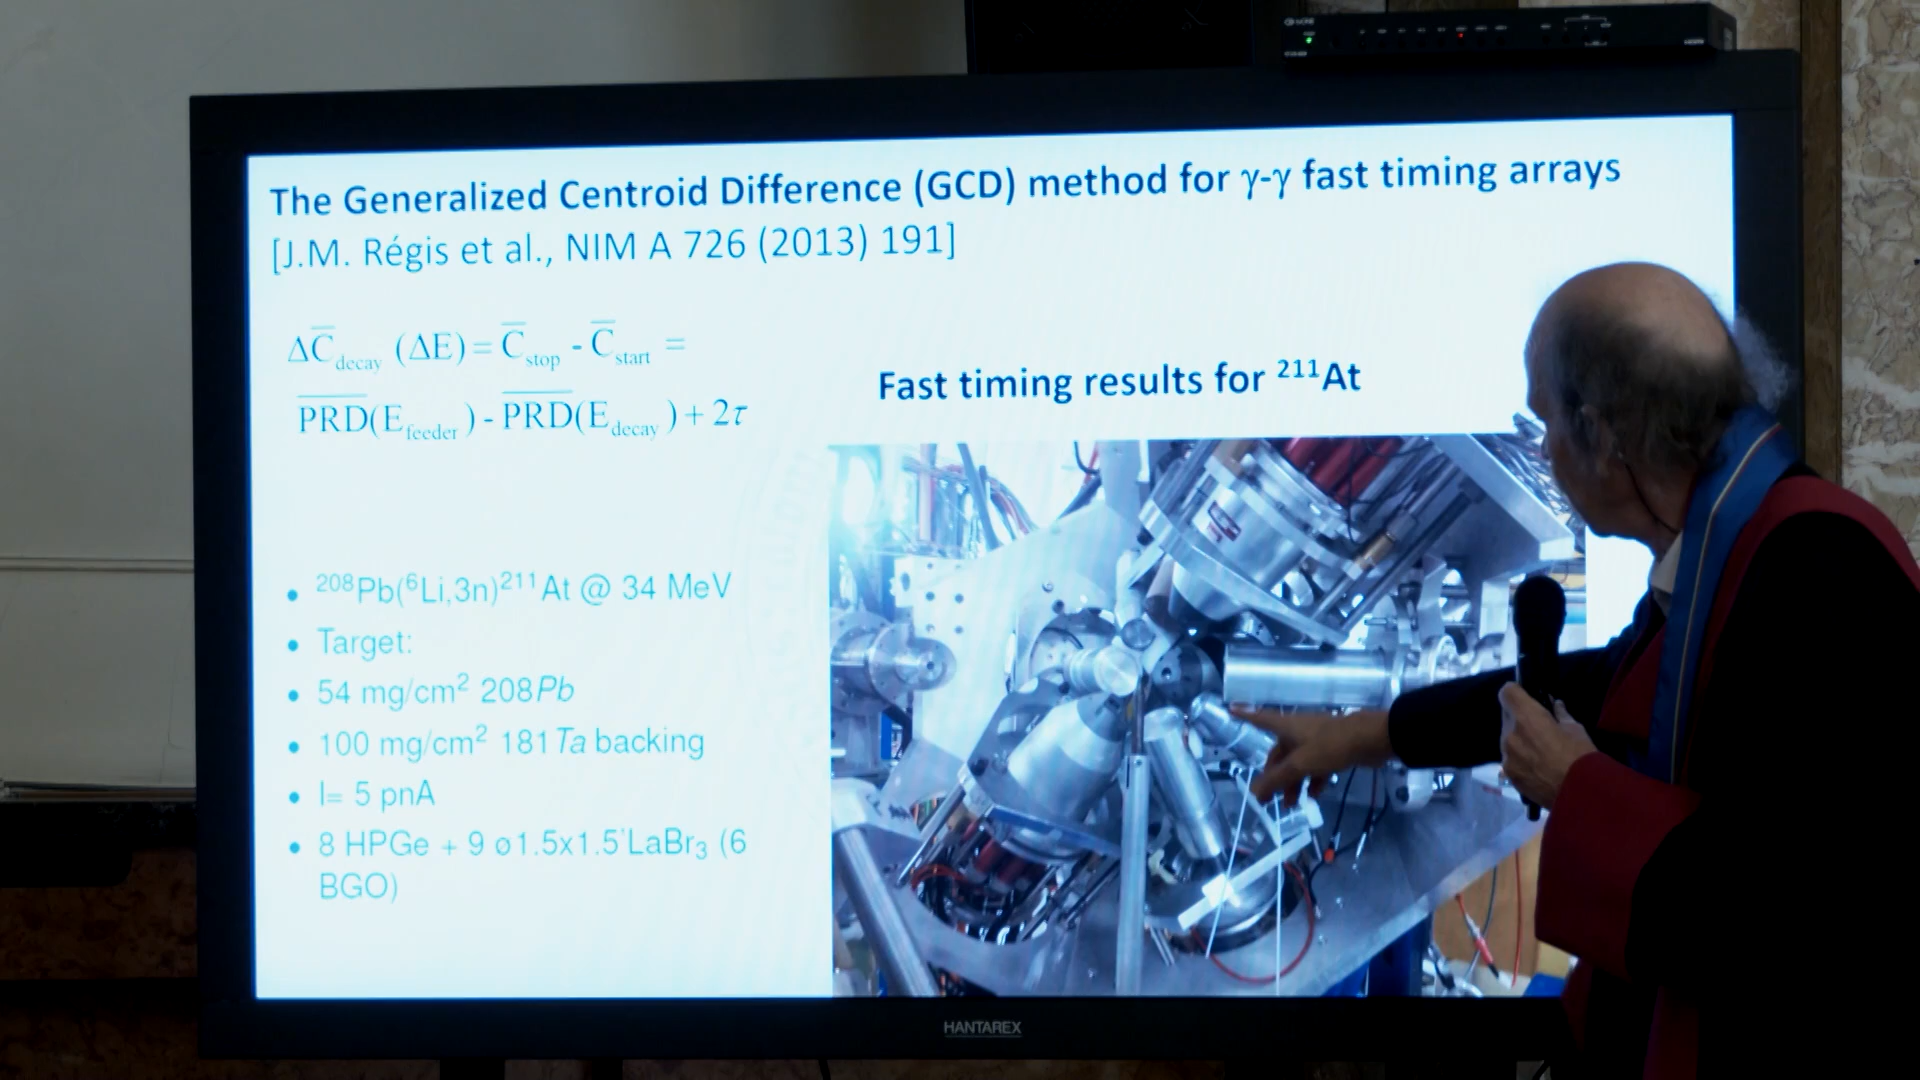 The Generalized Centroid Difference (GCD) method for γ-γ fast timing arrays
[J.M. Régis et al., NIM A 726 (2013) 191]
ΔC̅decay (ΔE) = C̅stop - C̅start =
P̅R̅D̅(Efeeder) - P̅R̅D̅(Edecay) + 2τ
Fast timing results for ²¹¹At
• ²⁰⁸Pb(⁶Li,3n)²¹¹At @ 34 MeV
• Target:
• 54 mg/cm² 208Pb
• 100 mg/cm² 181Ta backing
• I= 5 pnA
• 8 HPGe + 9 ø1.5x1.5'LaBr₃ (6
BGO)
HANTAREX